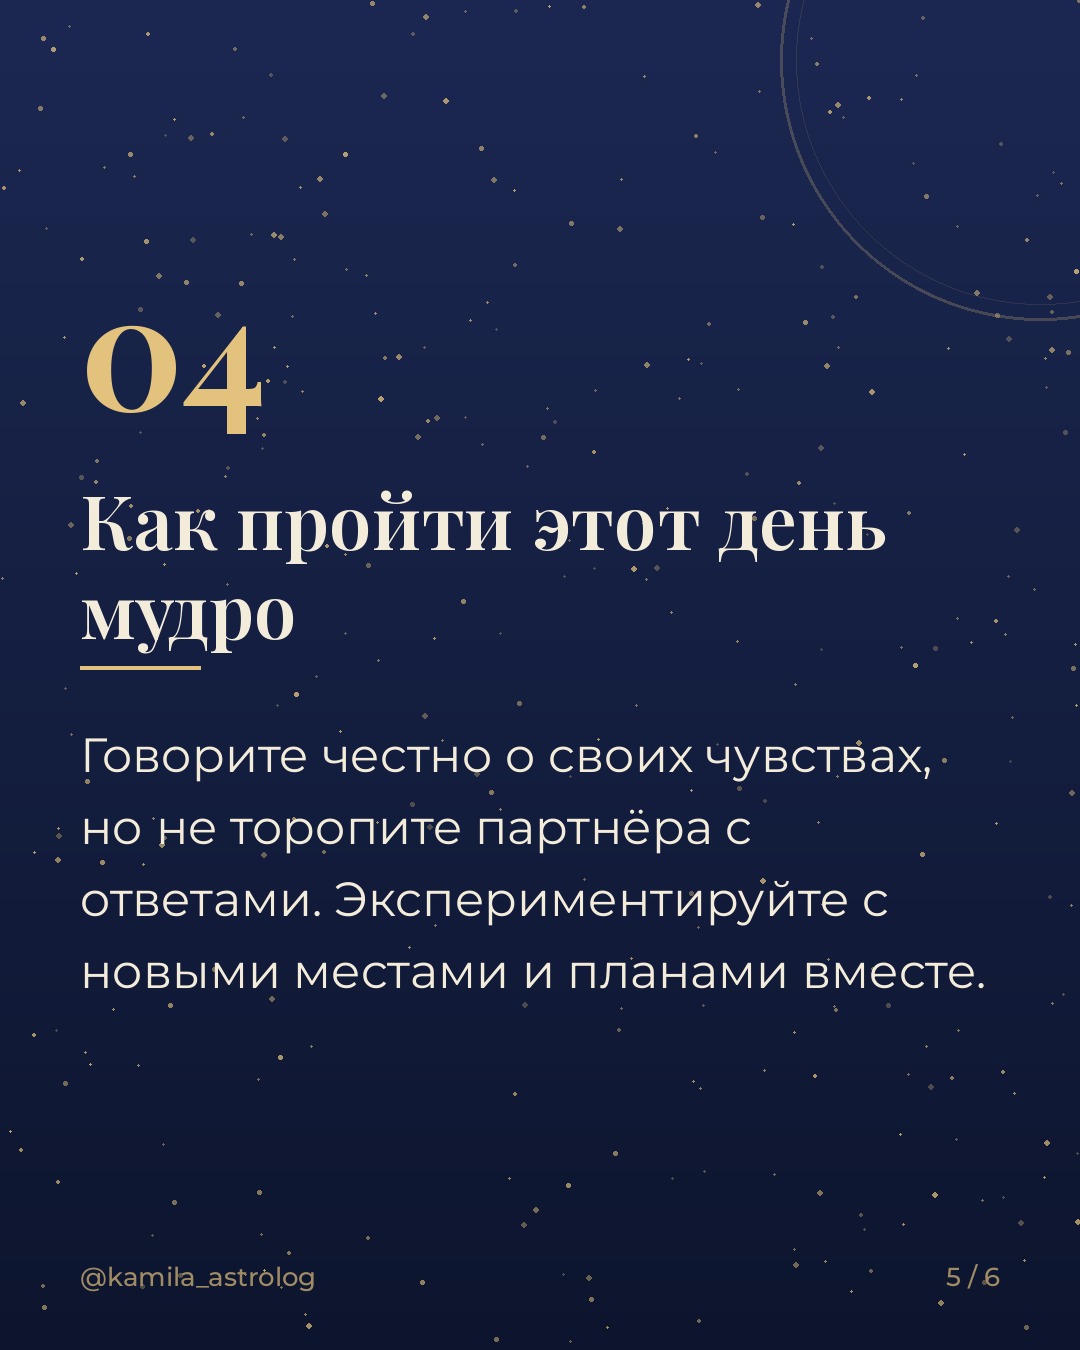 04
Как пройти этот день
мудро
Говорите честно о своих чувствах,
но не торопите партнёра с
ответами. Экспериментируйте с
новыми местами и планами вместе.
@kamila_astrolog
5 / 6